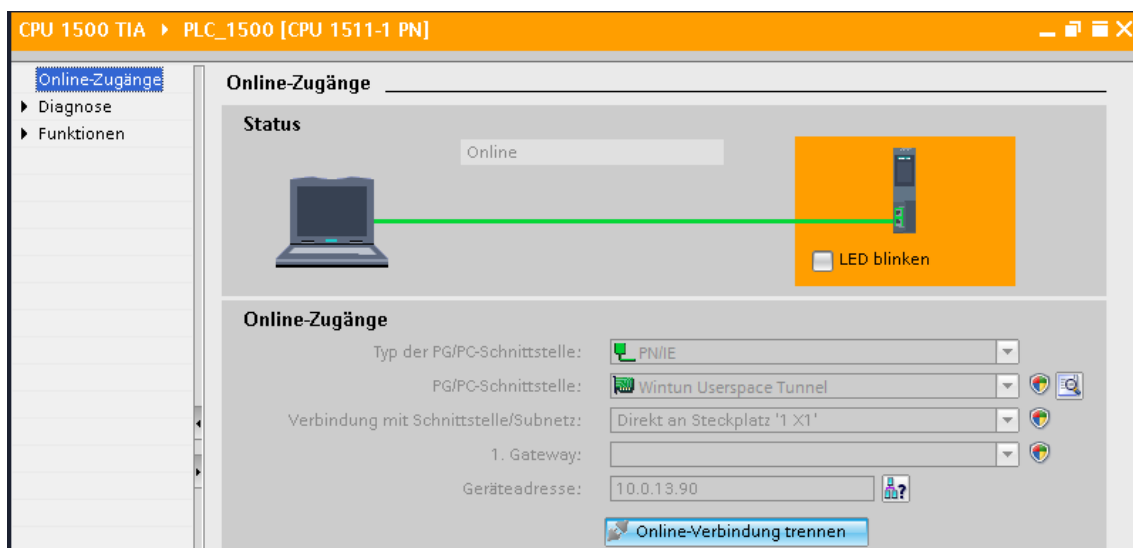 CPU 1500 TIA ▸ PLC_1500 [CPU 1511-1 PN]
Online-Zugänge
Diagnose
Funktionen
Online-Zugänge
Status
Online
LED blinken
Online-Zugänge
Typ der PG/PC-Schnittstelle: PN/IE
PG/PC-Schnittstelle: Wintun Userspace Tunnel
Verbindung mit Schnittstelle/Subnetz: Direkt an Steckplatz '1 X1'
1. Gateway:
Geräteadresse: 10.0.13.90
Online-Verbindung trennen